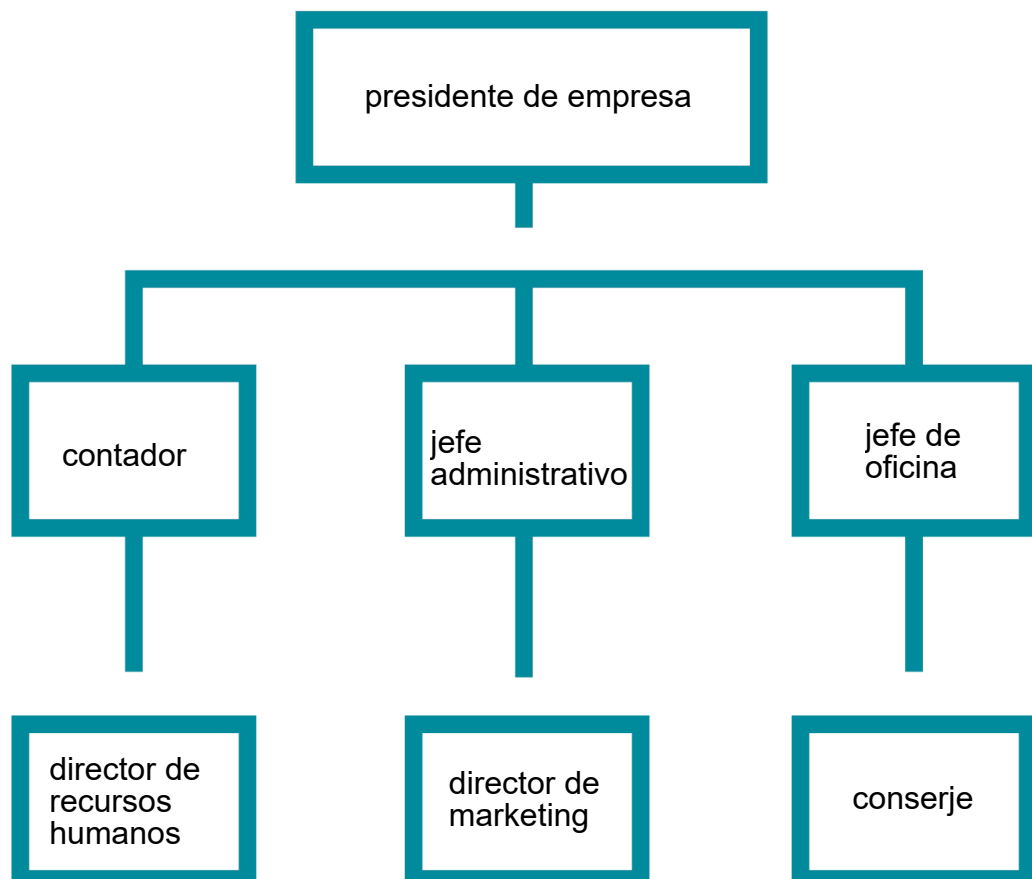 presidente de empresa
contador
jefe
administrativo
jefe de
oficina
director de
recursos
humanos
director de
marketing
conserje